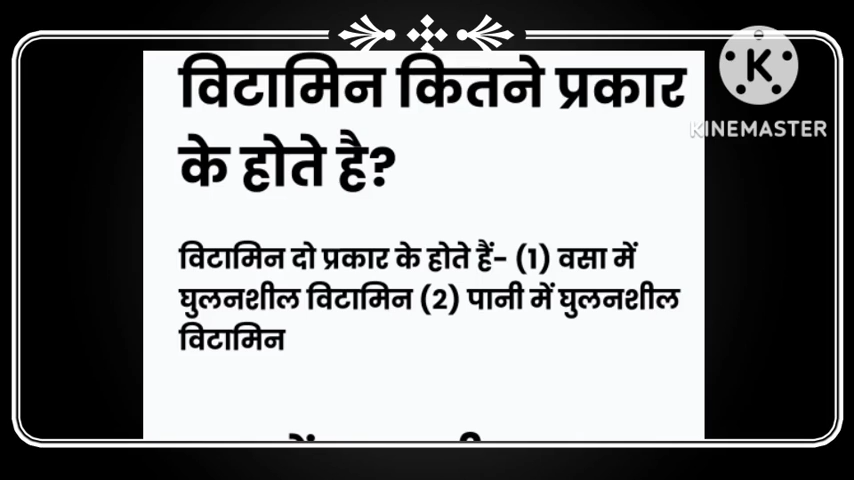 विटामिन कितने प्रकार
के होते है?
विटामिन दो प्रकार के होते हैं- (1) वसा में
घुलनशील विटामिन (2) पानी में घुलनशील
विटामिन
K
KINEMASTER